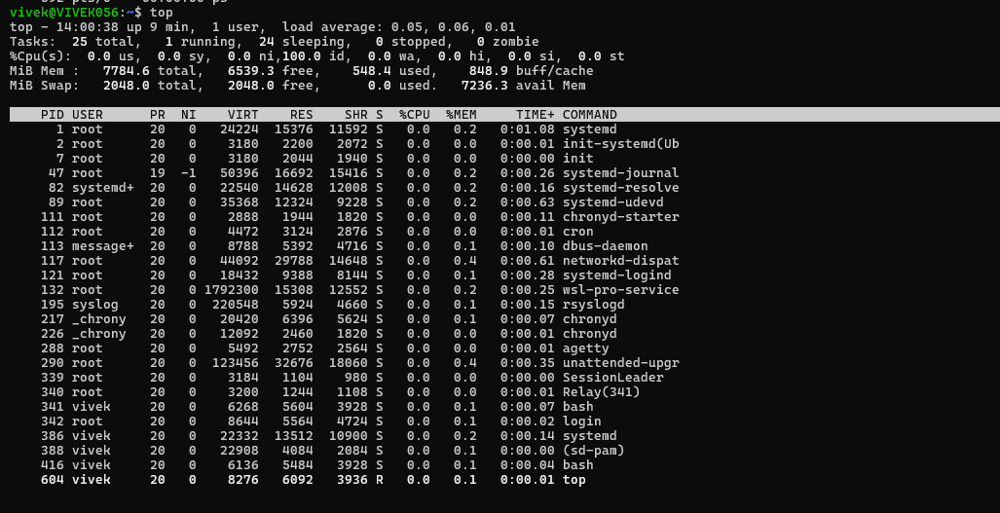 vivek@VIVEK056:~$ top
top - 14:00:38 up 9 min,  1 user,  load average: 0.05, 0.06, 0.01
Tasks:  25 total,   1 running,  24 sleeping,   0 stopped,   0 zombie
%Cpu(s):  0.0 us,  0.0 sy,  0.0 ni,100.0 id,  0.0 wa,  0.0 hi,  0.0 si,  0.0 st
MiB Mem :   7784.6 total,   6539.3 free,    548.4 used,    848.9 buff/cache
MiB Swap:   2048.0 total,   2048.0 free,      0.0 used.   7236.3 avail Mem

    PID USER      PR  NI    VIRT    RES    SHR S  %CPU  %MEM     TIME+ COMMAND
      1 root      20   0   24224  15376  11592 S   0.0   0.2   0:01.08 systemd
      2 root      20   0    3180   2200   2072 S   0.0   0.0   0:00.01 init-systemd(Ub
      7 root      20   0    3180   2044   1940 S   0.0   0.0   0:00.00 init
     47 root      19  -1   50396  16692  15416 S   0.0   0.2   0:00.26 systemd-journal
     82 systemd+  20   0   22540  14628  12008 S   0.0   0.2   0:00.16 systemd-resolve
     89 root      20   0   35368  12324   9228 S   0.0   0.2   0:00.63 systemd-udevd
    111 root      20   0    2888   1944   1820 S   0.0   0.0   0:00.11 chronyd-starter
    112 root      20   0    4472   3124   2876 S   0.0   0.0   0:00.01 cron
    113 message+  20   0    8788   5392   4716 S   0.0   0.1   0:00.10 dbus-daemon
    117 root      20   0   44092  29788  14648 S   0.0   0.4   0:00.61 networkd-dispat
    121 root      20   0   18432   9388   8144 S   0.0   0.1   0:00.28 systemd-logind
    132 root      20   0 1792300  15308  12552 S   0.0   0.2   0:00.25 wsl-pro-service
    195 syslog    20   0  220548   5924   4660 S   0.0   0.1   0:00.15 rsyslogd
    217 _chrony   20   0   20420   6396   5624 S   0.0   0.1   0:00.07 chronyd
    226 _chrony   20   0   12092   2460   1820 S   0.0   0.0   0:00.01 chronyd
    288 root      20   0    5492   2752   2564 S   0.0   0.0   0:00.01 agetty
    290 root      20   0  123456  32676  18060 S   0.0   0.4   0:00.35 unattended-upgr
    339 root      20   0    3184   1104    980 S   0.0   0.0   0:00.00 SessionLeader
    340 root      20   0    3200   1244   1108 S   0.0   0.0   0:00.01 Relay(341)
    341 vivek     20   0    6268   5604   3928 S   0.0   0.1   0:00.07 bash
    342 root      20   0    8644   5564   4724 S   0.0   0.1   0:00.02 login
    386 vivek     20   0   22332  13512  10900 S   0.0   0.2   0:00.14 systemd
    388 vivek     20   0   22908   4084   2084 S   0.0   0.1   0:00.00 (sd-pam)
    416 vivek     20   0    6136   5484   3928 S   0.0   0.1   0:00.04 bash
    604 vivek     20   0    8276   6092   3936 R   0.0   0.1   0:00.01 top